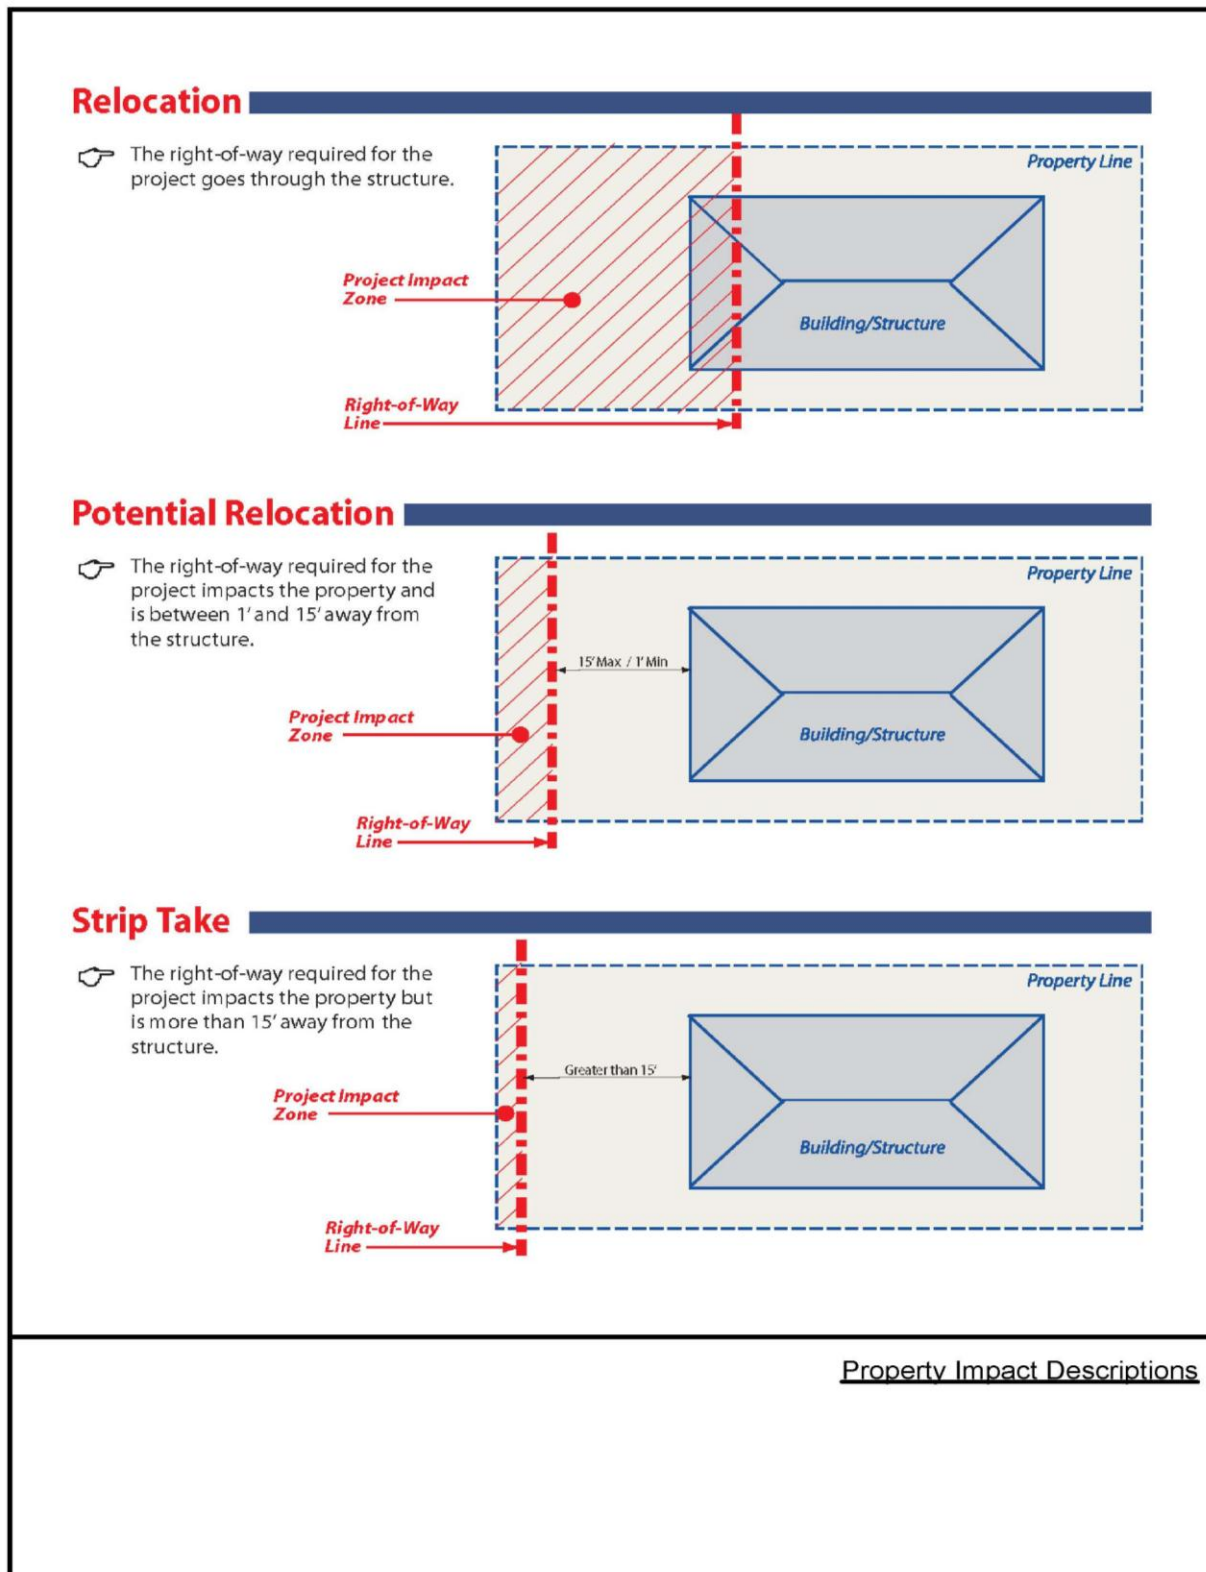 Relocation
The right-of-way required for the
project goes through the structure.
Property Line
Project Impact
Zone
Building/Structure
Right-of-Way
Line
Potential Relocation
The right-of-way required for the
project impacts the property and
is between 1' and 15' away from
the structure.
Property Line
15' Max / 1' Min
Project Impact
Zone
Building/Structure
Right-of-Way
Line
Strip Take
The right-of-way required for the
project impacts the property but
is more than 15' away from the
structure.
Property Line
Greater than 15'
Project Impact
Zone
Building/Structure
Right-of-Way
Line
Property Impact Descriptions